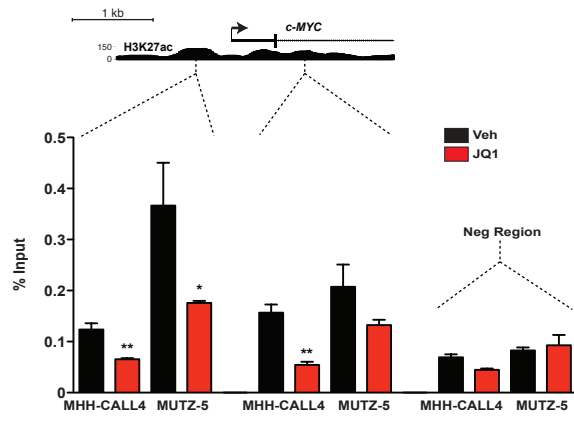 1 kb
c-MYC
H3K27ac
150
0
Veh
JQ1
Neg Region
% Input
0.5
0.4
0.3
0.2
0.1
0
** * **
MHH-CALL4 MUTZ-5 MHH-CALL4 MUTZ-5 MHH-CALL4 MUTZ-5